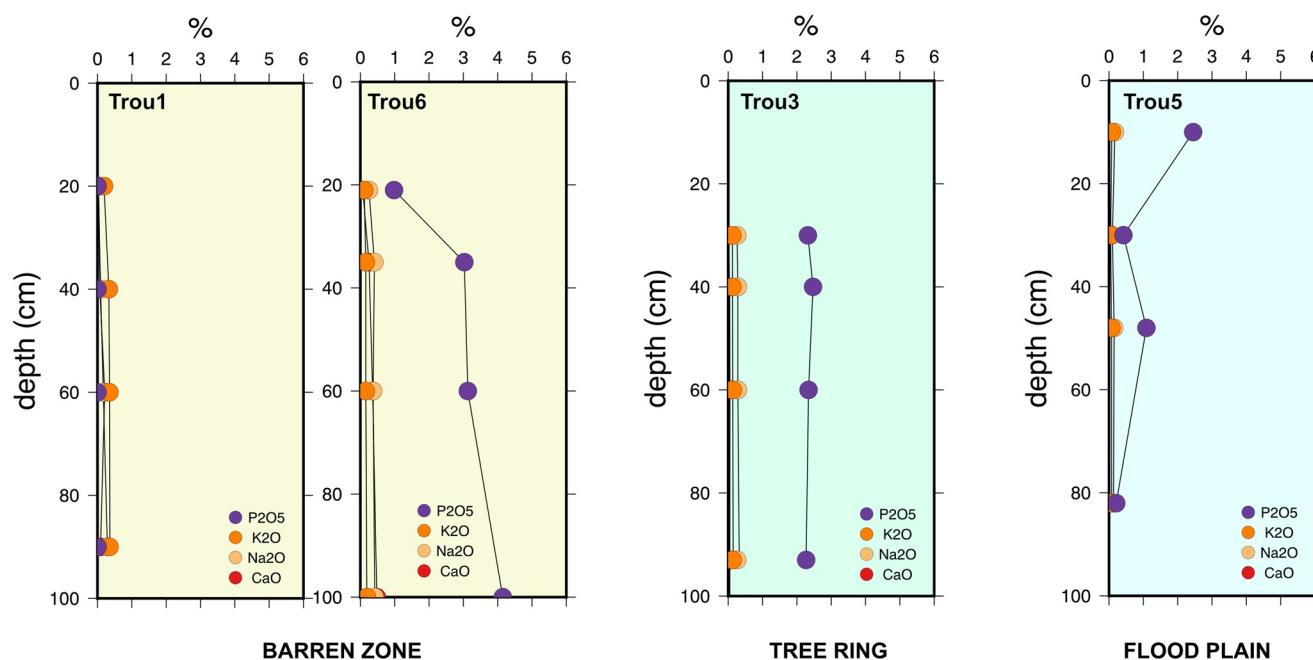 %
0 1 2 3 4 5 6
Trou1
0
20
40
60
80
100
depth (cm)
P2O5
K2O
Na2O
CaO
%
0 1 2 3 4 5 6
Trou6
0
20
40
60
80
100
P2O5
K2O
Na2O
CaO
BARREN ZONE
%
0 1 2 3 4 5 6
Trou3
0
20
40
60
80
100
depth (cm)
P2O5
K2O
Na2O
CaO
TREE RING
%
0 1 2 3 4 5 6
Trou5
0
20
40
60
80
100
depth (cm)
P2O5
K2O
Na2O
CaO
FLOOD PLAIN